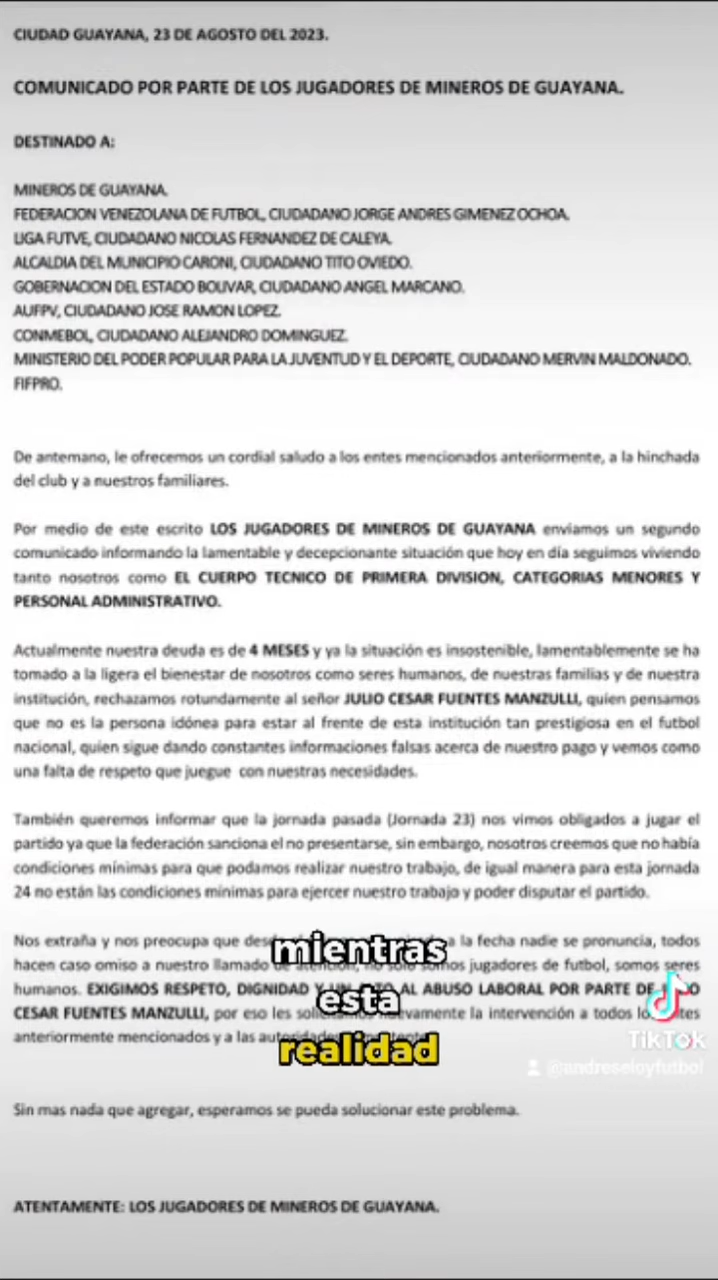 CIUDAD GUAYANA, 23 DE AGOSTO DEL 2023.
COMUNICADO POR PARTE DE LOS JUGADORES DE MINEROS DE GUAYANA.
DESTINADO A:
MINEROS DE GUAYANA.
FEDERACION VENEZOLANA DE FUTBOL, CIUDADANO JORGE ANDRES GIMENEZ OCHOA.
LIGA FUTVE, CIUDADANO NICOLAS FERNANDEZ DE CALEYA.
ALCALDIA DEL MUNICIPIO CARONI, CIUDADANO TITO OVIEDO.
GOBERNACION DEL ESTADO BOLIVAR, CIUDADANO ANGEL MARCANO.
AUFPV, CIUDADANO JOSE RAMON LOPEZ.
CONMEBOL, CIUDADANO ALEJANDRO DOMINGUEZ.
MINISTERIO DEL PODER POPULAR PARA LA JUVENTUD Y EL DEPORTE, CIUDADANO MERVIN MALDONADO.
FIFPRO.
De antemano, le ofrecemos un cordial saludo a los entes mencionados anteriormente, a la hinchada
del club y a nuestros familiares.
Por medio de este escrito LOS JUGADORES DE MINEROS DE GUAYANA enviamos un segundo
comunicado informando la lamentable y decepcionante situación que hoy en día seguimos viviendo
tanto nosotros como EL CUERPO TECNICO DE PRIMERA DIVISION, CATEGORIAS MENORES Y
PERSONAL ADMINISTRATIVO.
Actualmente nuestra deuda es de 4 MESES y ya la situación es insostenible, lamentablemente se ha
tomado a la ligera el bienestar de nosotros como seres humanos, de nuestras familias y de nuestra
institución, rechazamos rotundamente al señor JULIO CESAR FUENTES MANZULLI, quien pensamos
que no es la persona idónea para estar al frente de esta institución tan prestigiosa en el futbol
nacional, quien sigue dando constantes informaciones falsas acerca de nuestro pago y vemos como
una falta de respeto que juegue con nuestras necesidades.
También queremos informar que la jornada pasada (Jornada 23) nos vimos obligados a jugar el
partido ya que la federación sanciona el no presentarse, sin embargo, nosotros creemos que no había
condiciones mínimas para que podamos realizar nuestro trabajo, de igual manera para esta jornada
24 no están las condiciones mínimas para ejercer nuestro trabajo y poder disputar el partido.
Nos extraña y nos preocupa que a la fecha nadie se pronuncia, todos
hacen caso omiso a nuestro llamado somos jugadores de futbol, somos seres
humanos. EXIGIMOS RESPETO, DIGNIDAD AL ABUSO LABORAL POR PARTE DE
CESAR FUENTES MANZULLI, por eso les nuevamente la intervención a todos
anteriormente mencionados y a las
mientras
esta
realidad
TikTok
@andreseloyfutbol
Sin mas nada que agregar, esperamos se pueda solucionar este problema.
ATENTAMENTE: LOS JUGADORES DE MINEROS DE GUAYANA.